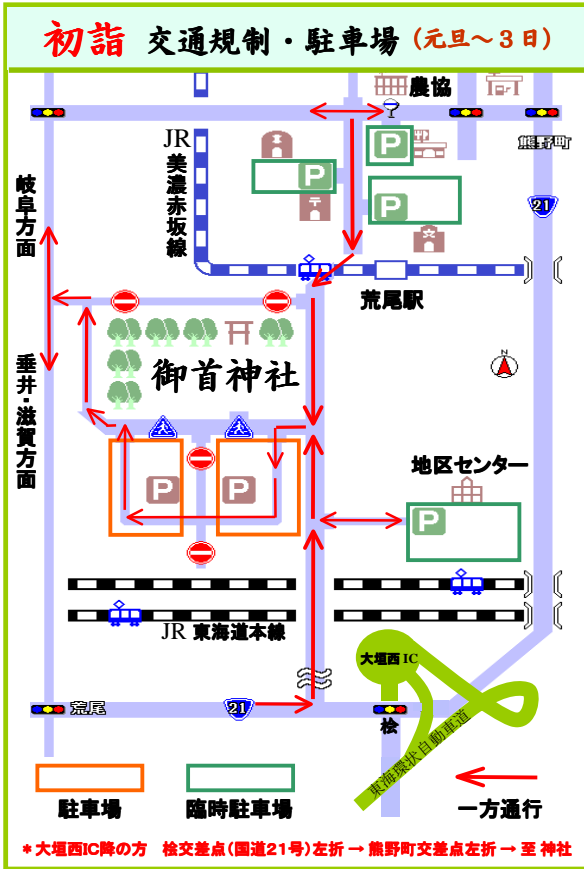 初詣 交通規制・駐車場 (元旦～3日)
農協
熊野町
JR 美濃赤坂線
P
P
P
21
文
岐阜方面
荒尾駅
N
御首神社
垂井・滋賀方面
地区センター
P
P
P
JR 東海道本線
大垣西 IC
荒尾
21
桧
東海環状自動車道
駐車場
臨時駐車場
一方通行
*大垣西IC降の方 桧交差点(国道21号)左折 → 熊野町交差点左折 → 至 神社